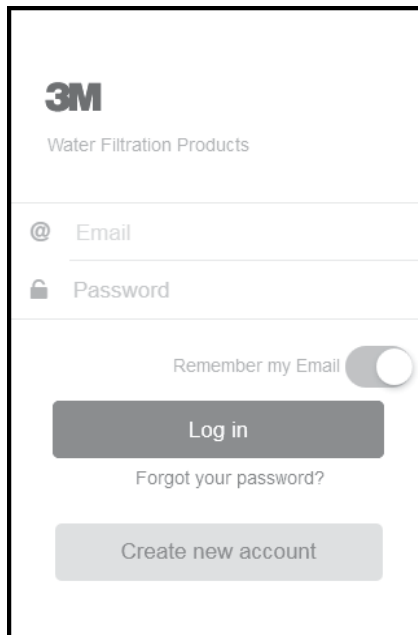 3M
Water Filtration Products
@ Email
Password
Remember my Email
Log in
Forgot your password?
Create new account